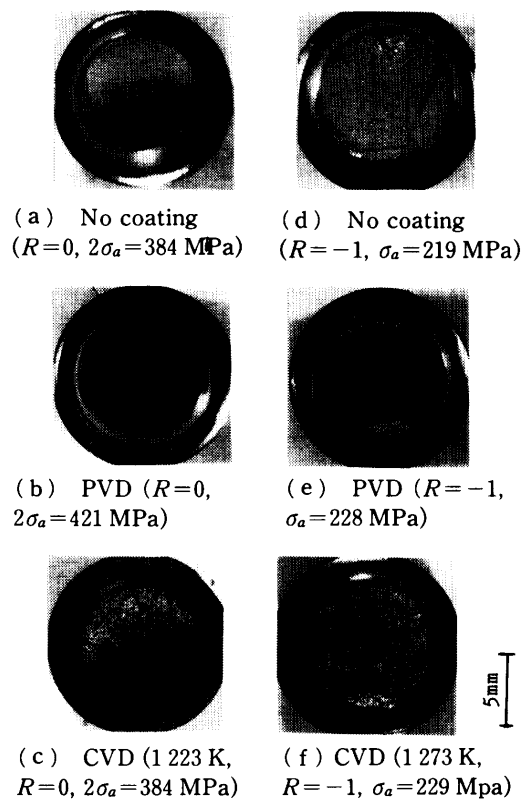 (a) No coating
(R=0, 2σa=384 MPa)
(d) No coating
(R=−1, σa=219 MPa)
(b) PVD (R=0,
2σa=421 MPa)
(e) PVD (R=−1,
σa=228 MPa)
(c) CVD (1 223 K,
R=0, 2σa=384 MPa)
(f) CVD (1 273 K,
R=−1, σa=229 Mpa)
5mm